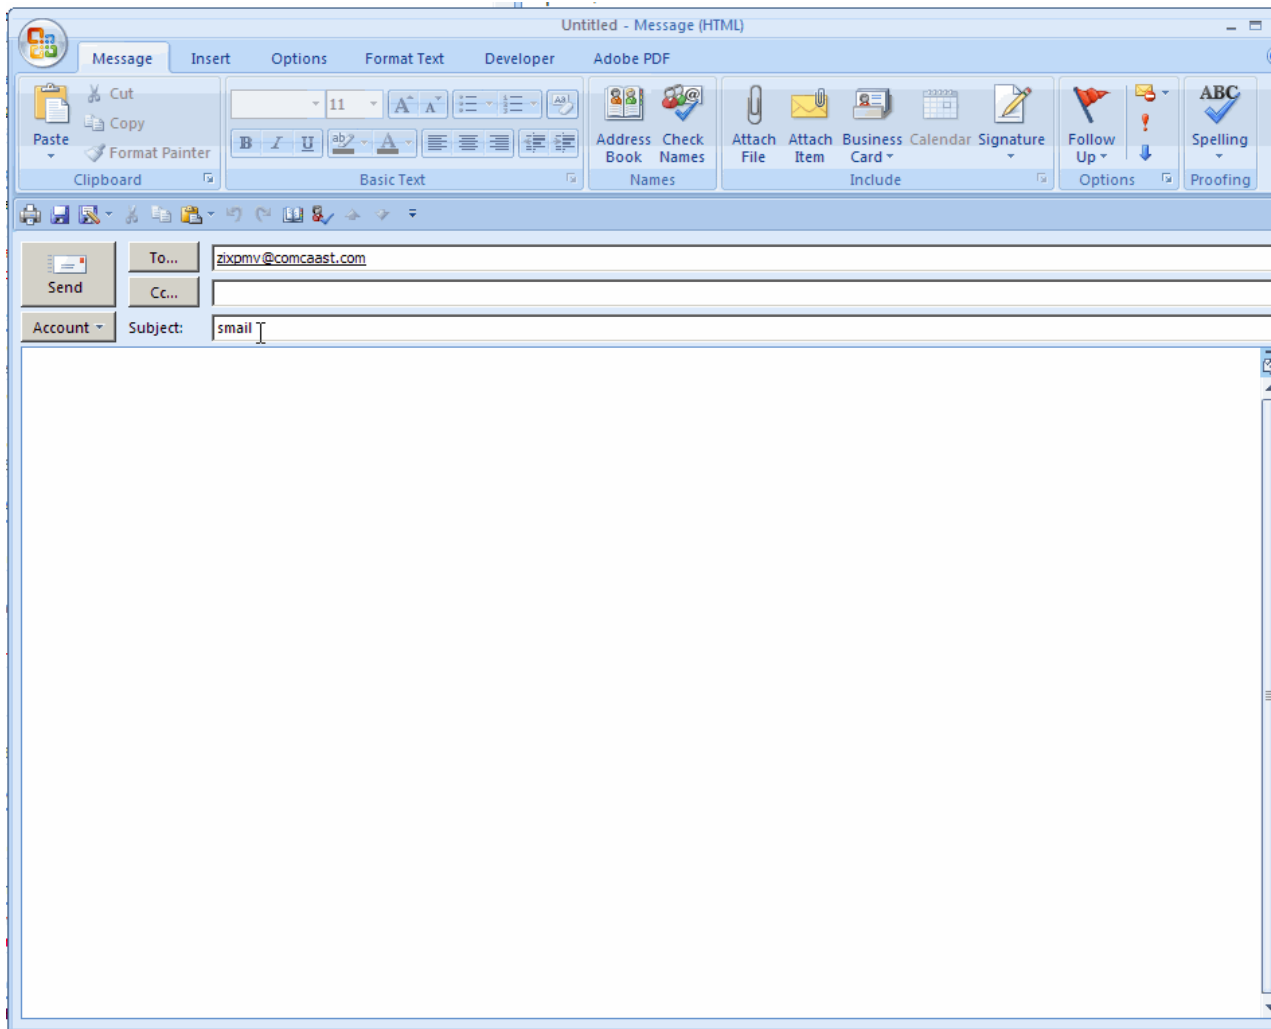 Untitled - Message (HTML)
Message Insert Options Format Text Developer Adobe PDF
Cut
Copy
Format Painter
Paste
Clipboard
11
A A Aa
B I U ab A
Basic Text
Address Book
Check Names
Names
Attach File
Attach Item
Business Card
Calendar
Signature
Include
Follow Up
Options
ABC
Spelling
Proofing
Send
To...
zixpmv@comcaast.com
Cc...
Account
Subject:
smail